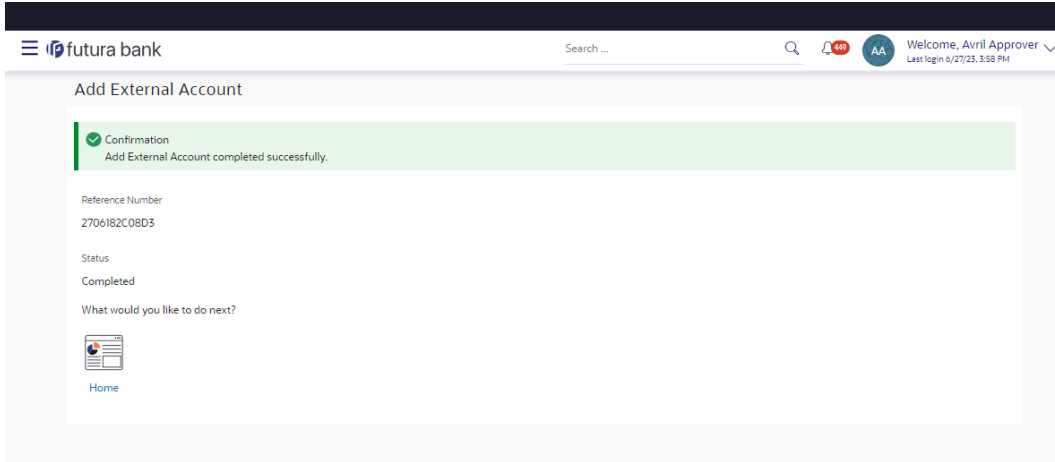 futura bank
Search ...
449
AA
Welcome, Avril Approver
Last login 6/27/23, 3:58 PM
Add External Account
Confirmation
Add External Account completed successfully.
Reference Number
2706182C08D3
Status
Completed
What would you like to do next?
Home